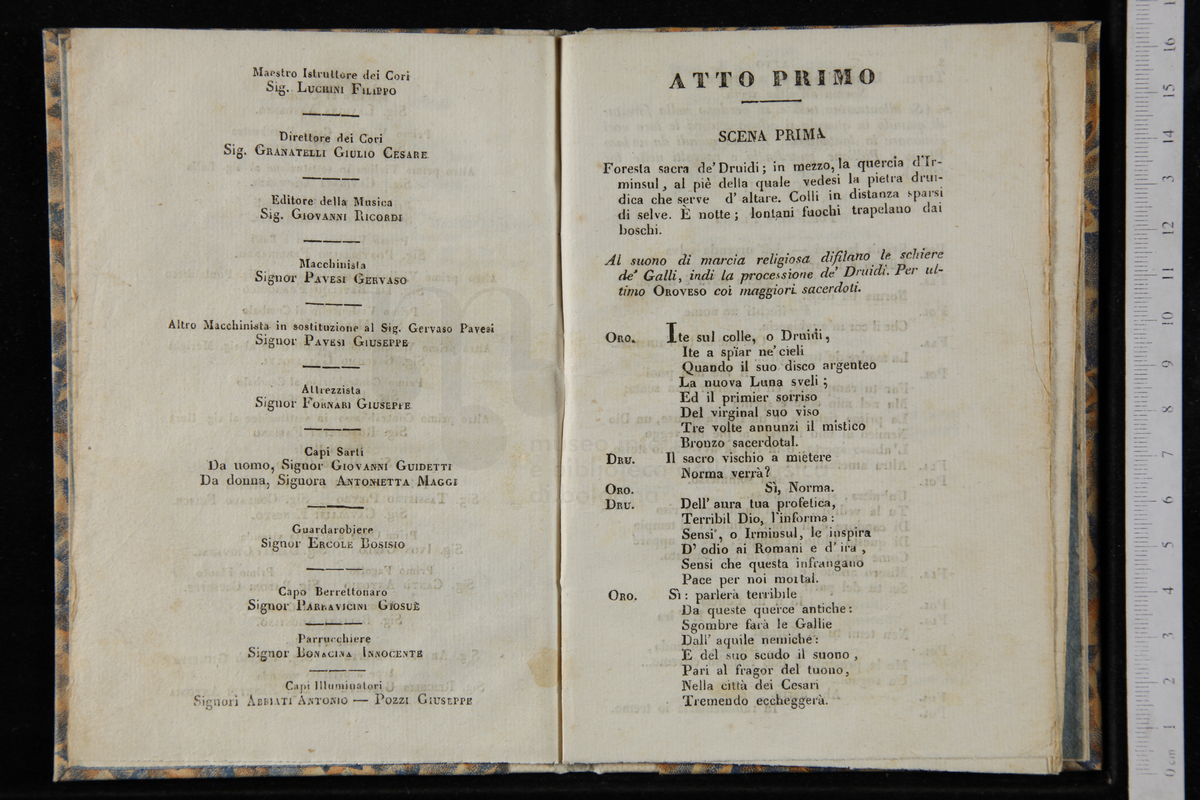 Maestro Istruttore dei Cori
Sig. LUCHINI FILIPPO
Direttore dei Cori
Sig. GRANATELLI GIULIO CESARE
Editore della Musica
Sig. GIOVANNI RICORDI
Macchinista
Signor PAVESI GERVASO
Altro Macchinista in sostituzione al Sig. Gervaso Pavesi
Signor PAVESI GIUSEPPE
Attrezzista
Signor FORNARI GIUSEPPE
Capi Sarti
Da uomo, Signor GIOVANNI GUIDETTI
Da donna, Signora ANTONIETTA MAGGI
Guardarobiere
Signor ERCOLE BOSISIO
Capo Berrettonaro
Signor PARRAVICINI GIOSUÈ
Parrucchiere
Signor BONACINA INNOCENTE
Capi Illuminatori
Signori ABBIATI ANTONIO — POZZI GIUSEPPE
ATTO PRIMO
SCENA PRIMA
Foresta sacra de' Druidi; in mezzo, la quercia d'Ir-
minsul, al piè della quale vedesi la pietra drui-
dica che serve d' altare. Colli in distanza sparsi
di selve. È notte; lontani fuochi trapelano dai
boschi.
Al suono di marcia religiosa difilano le schiere
de' Galli, indi la processione de' Druidi. Per ul-
timo OROVESO coi maggiori sacerdoti.
ORO. Ite sul colle, o Druidi,
Ite a spïar ne' cieli
Quando il suo disco argenteo
La nuova Luna sveli;
Ed il primier sorriso
Del virginal suo viso
Tre volte annunzi il mistico
Bronzo sacerdotal.
DRU. Il sacro vischio a mietere
Norma verrà?
ORO. Sì, Norma.
DRU. Dell' aura tua profetica,
Terribil Dio, l'informa:
Sensi, o Irminsul, le inspira
D' odio ai Romani e d' ira,
Sensi che questa infrangano
Pace per noi mortal.
ORO. Sì: parlerà terribile
Da queste querce antiche:
Sgombre farà le Gallie
Dall' aquile nemiche:
E del suo scudo il suono,
Pari al fragor del tuono,
Nella città dei Cesari
Tremendo eccheggerà.